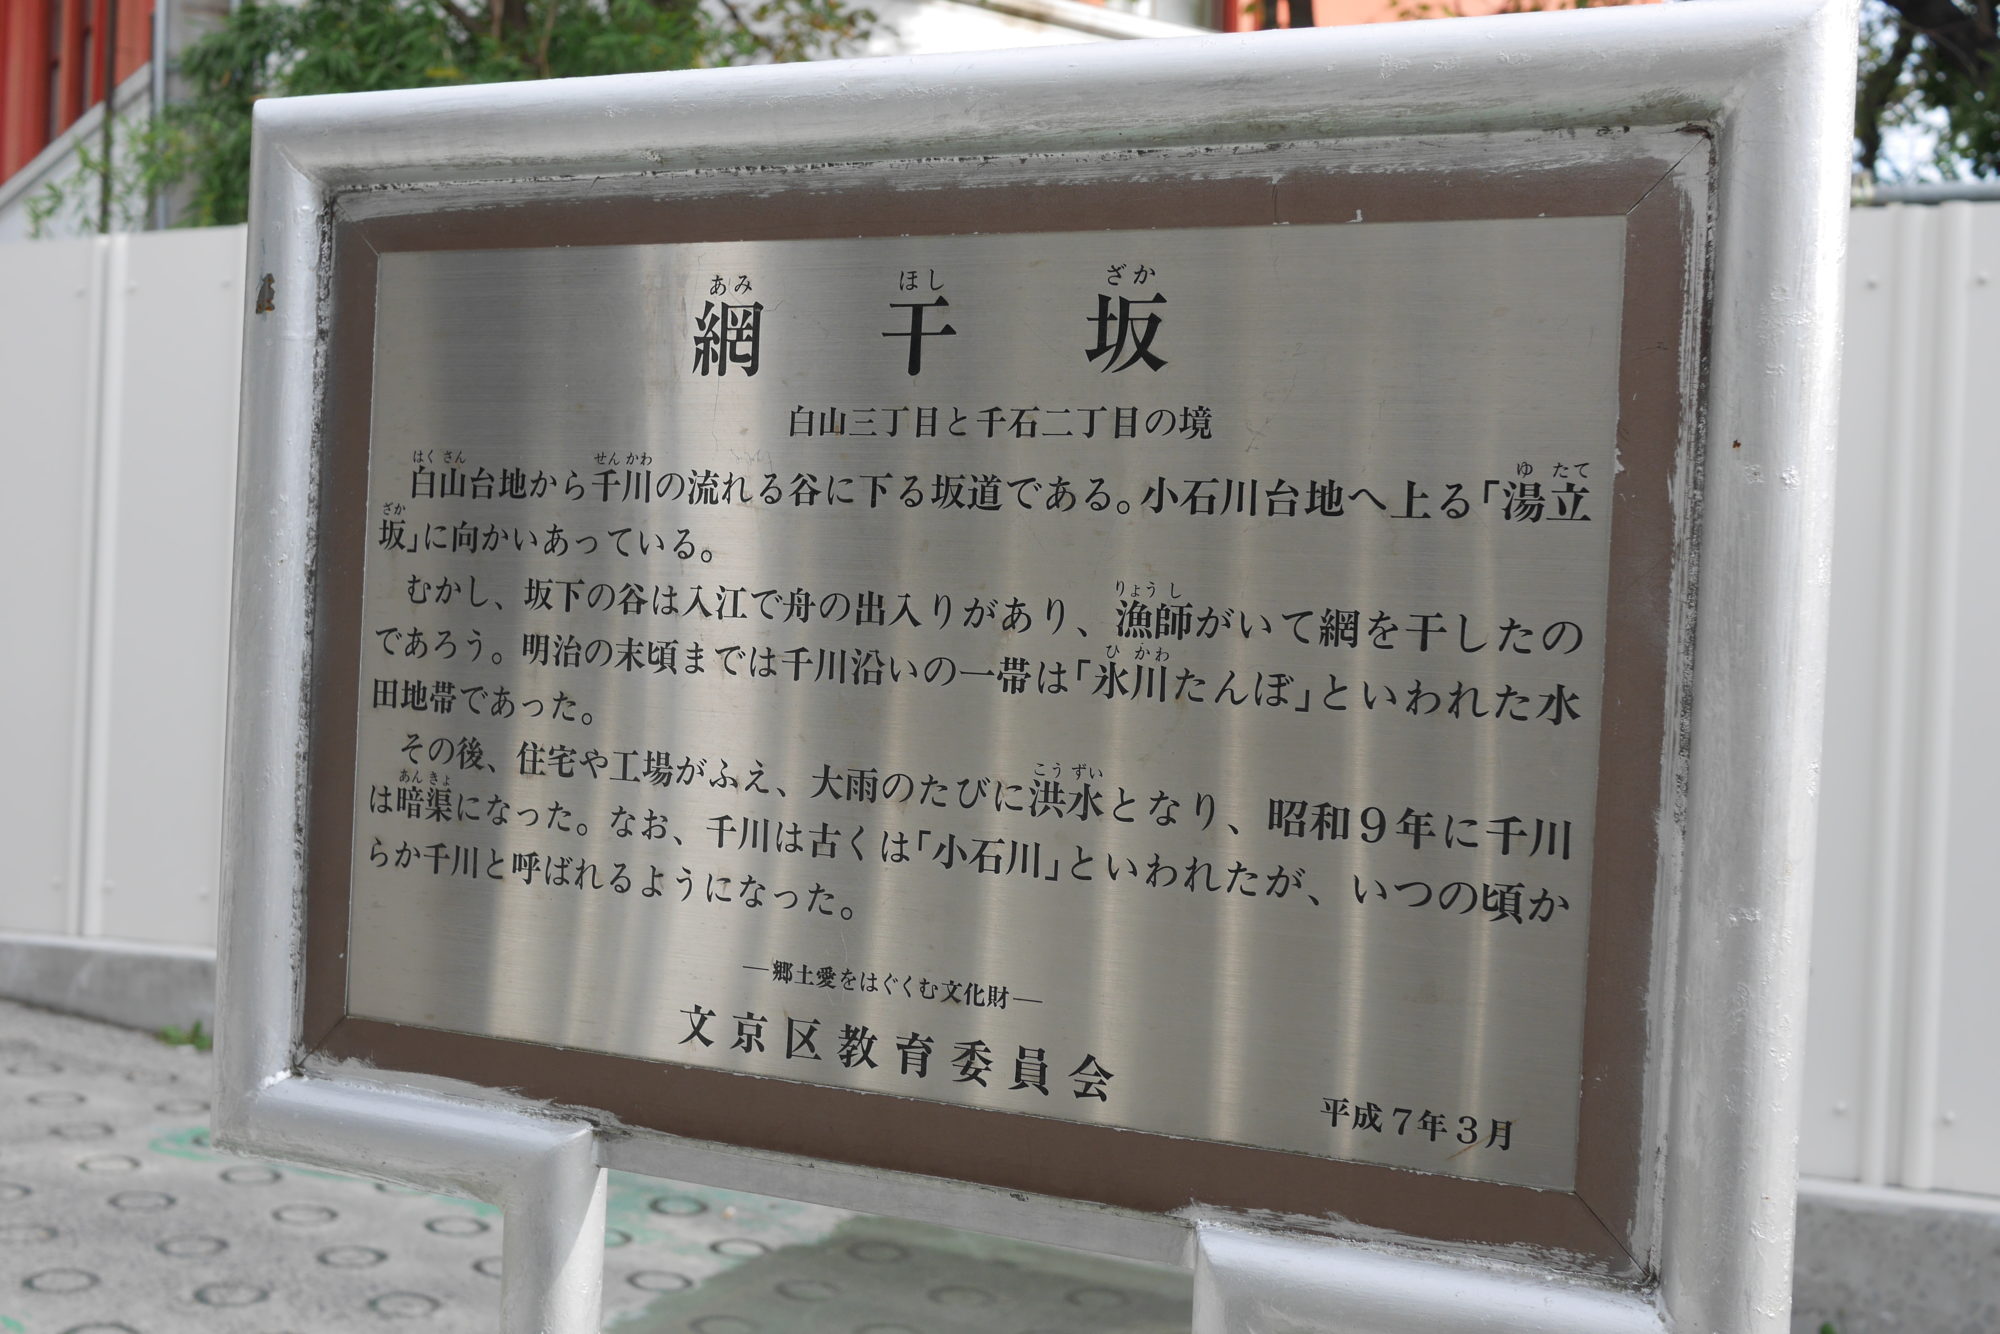 あみ ほし ざか
網干坂
白山三丁目と千石二丁目の境
はく さん せん かわ ゆ たて
白山台地から千川の流れる谷に下る坂道である。小石川台地へ上る「湯立
ざか
坂」に向かいあっている。
りょう し
むかし、坂下の谷は入江で舟の出入りがあり、漁師がいて網を干したの
ひ かわ
であろう。明治の末頃までは千川沿いの一帯は「氷川たんぼ」といわれた水
田地帯であった。
こう ずい
その後、住宅や工場がふえ、大雨のたびに洪水となり、昭和9年に千川
あん きょ
は暗渠になった。なお、千川は古くは「小石川」といわれたが、いつの頃か
らか千川と呼ばれるようになった。
―郷土愛をはぐくむ文化財―
文京区教育委員会
平成7年3月